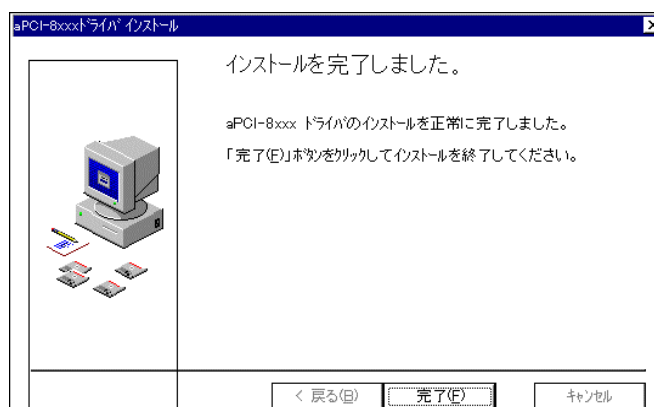 aPCI-8xxxﾄﾞﾗｲﾊﾞ ｲﾝｽﾄｰﾙ
インストールを完了しました。
aPCI-8xxx ﾄﾞﾗｲﾊﾞのｲﾝｽﾄｰﾙを正常に完了しました。
「完了(F)」ﾎﾞﾀﾝをｸﾘｯｸしてｲﾝｽﾄｰﾙを終了してください。
< 戻る(B)
完了(F)
ｷｬﾝｾﾙ